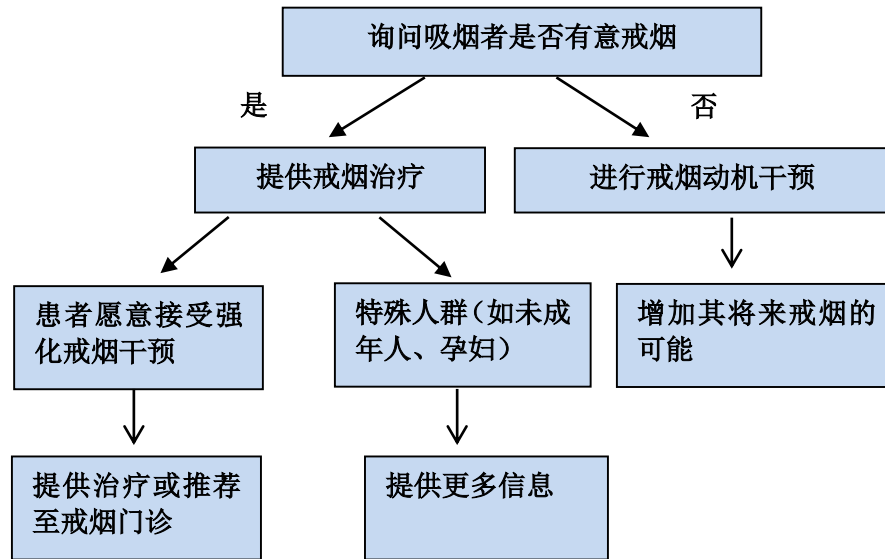 询问吸烟者是否有意戒烟
是
否
提供戒烟治疗
进行戒烟动机干预
患者愿意接受强
化戒烟干预
特殊人群（如未成
年人、孕妇）
增加其将来戒烟的
可能
提供治疗或推荐
至戒烟门诊
提供更多信息